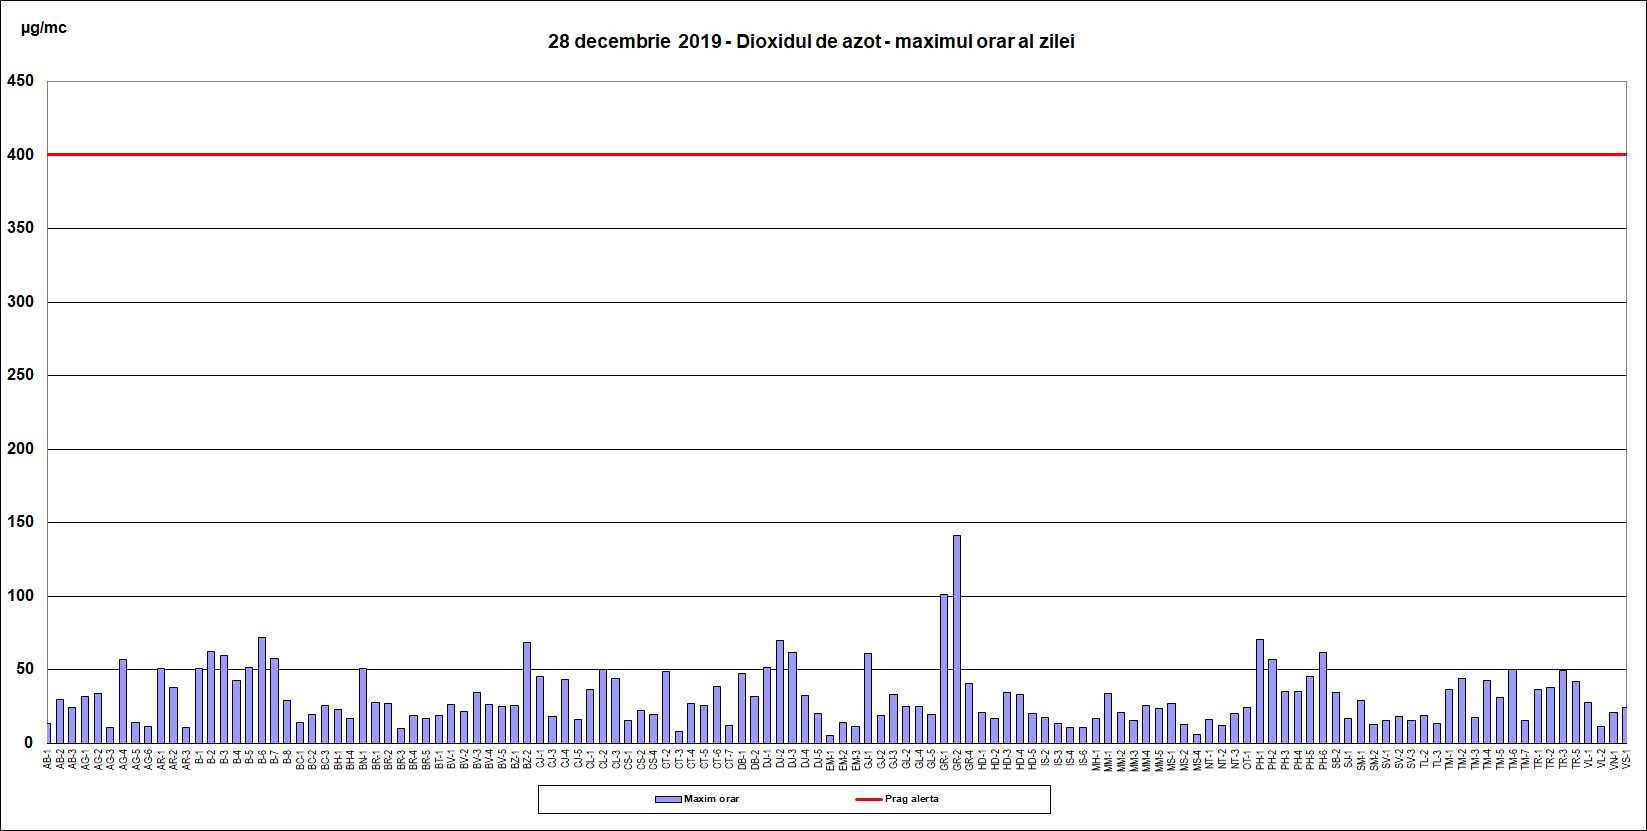 µg/mc
28 decembrie 2019 - Dioxidul de azot - maximul orar al zilei
450
400
350
300
250
200
150
100
50
0
AB-1 AB-2 AB-3 AG-1 AG-2 AG-3 AG-4 AG-5 AG-6 AR-1 AR-2 AR-3 B-1 B-2 B-3 B-4 B-5 B-6 B-7 B-8 BC-1 BC-2 BC-3 BH-1 BH-4 BN-1 BR-1 BR-2 BR-3 BR-4 BR-5 BT-1 BV-1 BV-2 BV-3 BV-4 BV-5 BZ-1 BZ-2 CJ-1 CJ-3 CJ-4 CJ-5 CL-1 CL-2 CL-3 CS-1 CS-2 CS-4 CT-2 CT-3 CT-4 CT-5 CT-6 CT-7 DB-1 DB-2 DJ-1 DJ-2 DJ-3 DJ-4 DJ-5 EM-1 EM-2 EM-3 GJ-1 GJ-2 GJ-3 GL-2 GL-4 GL-5 GR-1 GR-2 GR-4 HD-1 HD-2 HD-3 HD-4 HD-5 IS-2 IS-3 IS-4 IS-6 MH-1 MM-1 MM-2 MM-3 MM-4 MM-5 MS-1 MS-2 MS-4 NT-1 NT-2 NT-3 OT-1 PH-1 PH-2 PH-3 PH-4 PH-5 PH-6 SB-2 SJ-1 SM-1 SM-2 SV-1 SV-2 SV-3 TL-2 TL-3 TM-1 TM-2 TM-3 TM-4 TM-5 TM-6 TM-7 TR-1 TR-2 TR-3 TR-5 VL-1 VL-2 VN-1 VS-1
Maxim orar Prag alerta